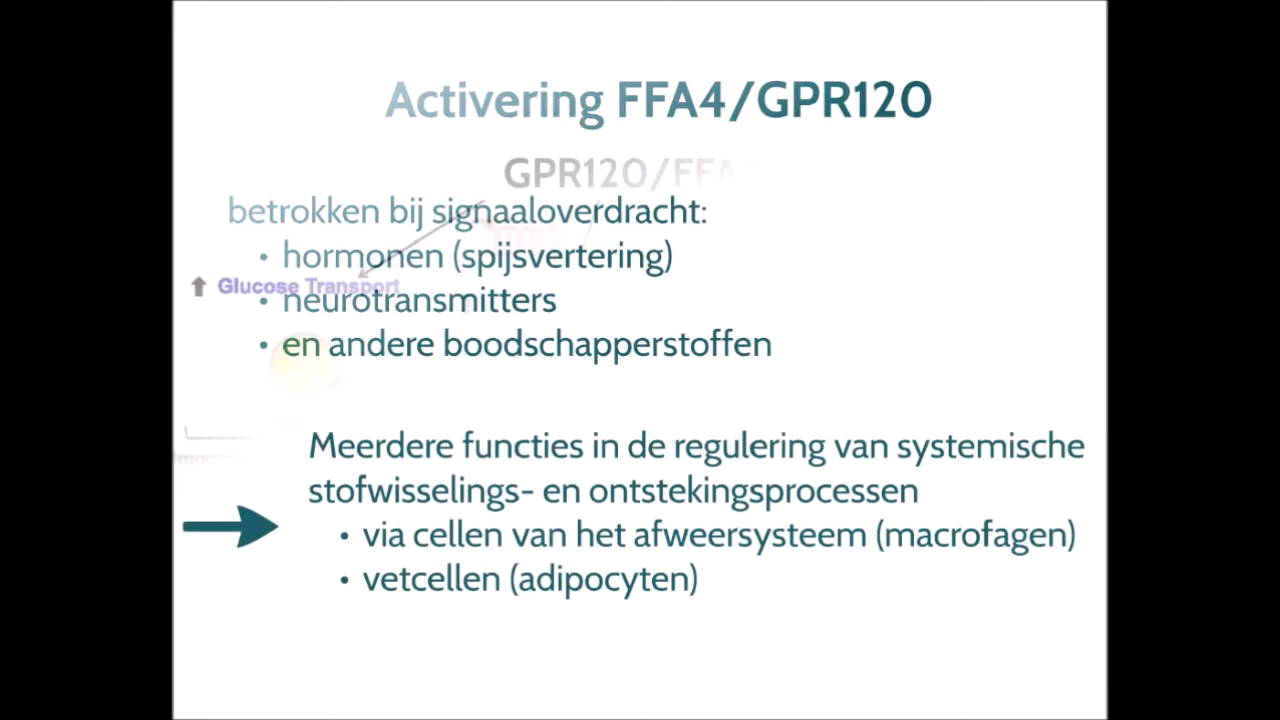 Activering FFA4/GPR120
GPR120/FFA
betrokken bij signaaloverdracht:
• hormonen (spijsvertering)
Glucose Transport
• neurotransmitters
• en andere boodschapperstoffen
Meerdere functies in de regulering van systemische
stofwisselings- en ontstekingsprocessen
• via cellen van het afweersysteem (macrofagen)
• vetcellen (adipocyten)